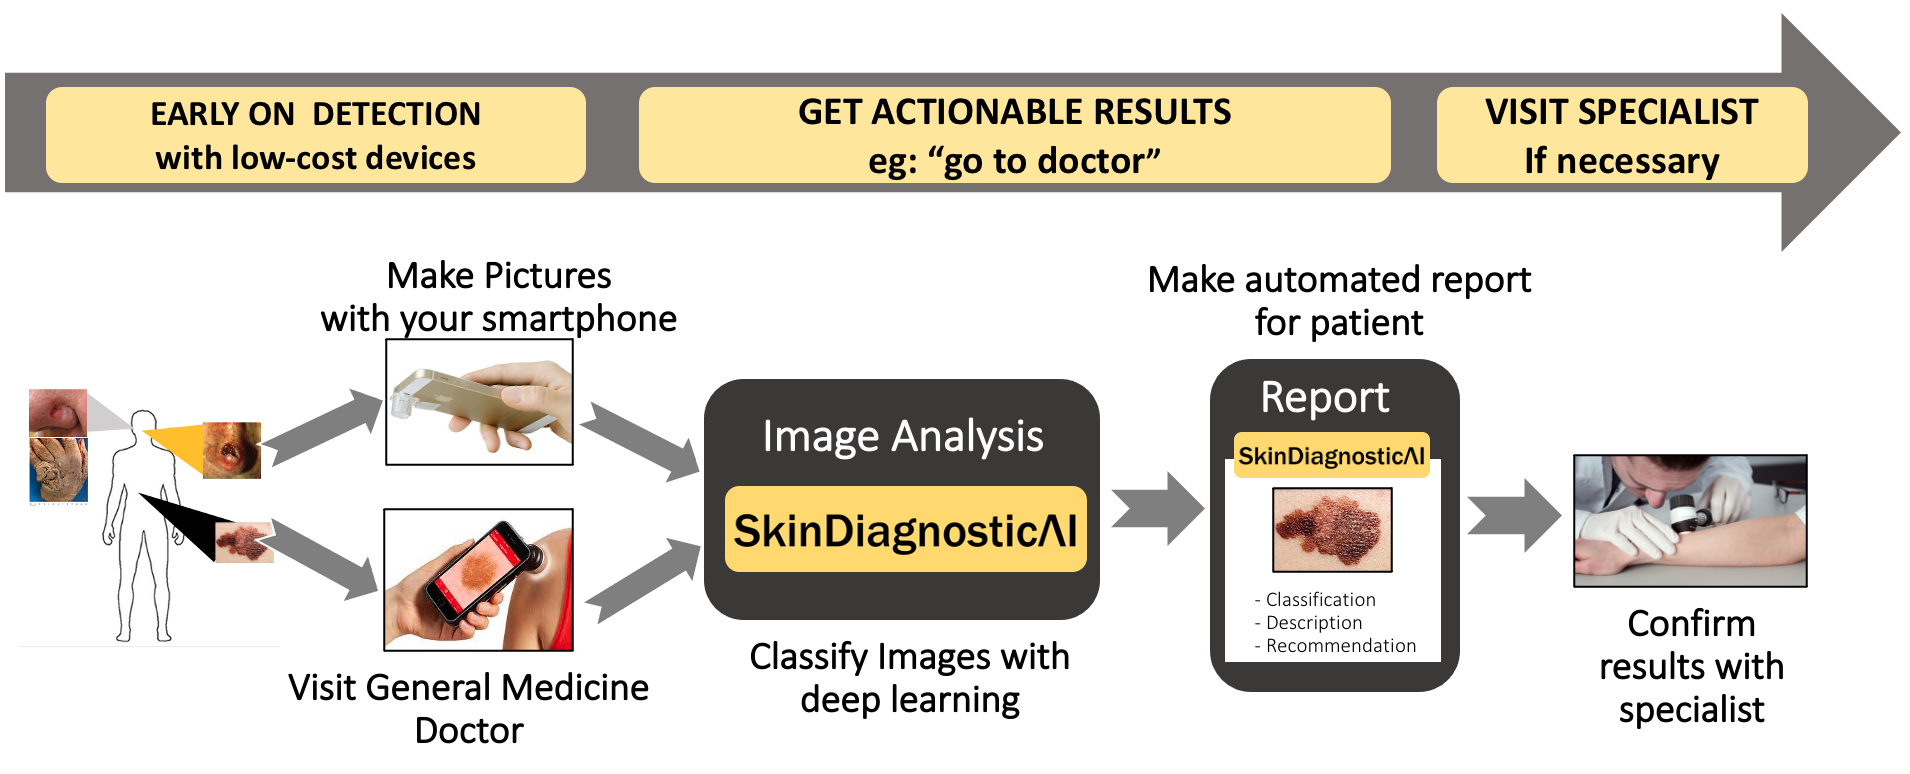 EARLY ON  DETECTION
with low-cost devices
GET ACTIONABLE RESULTS
eg: “go to doctor”
VISIT SPECIALIST
If necessary
Make Pictures
with your smartphone
Visit General Medicine
Doctor
Image Analysis
SkinDiagnosticΛI
Classify Images with
deep learning
Make automated report
for patient
Report
SkinDiagnosticΛI
- Classification
- Description
- Recommendation
Confirm
results with
specialist